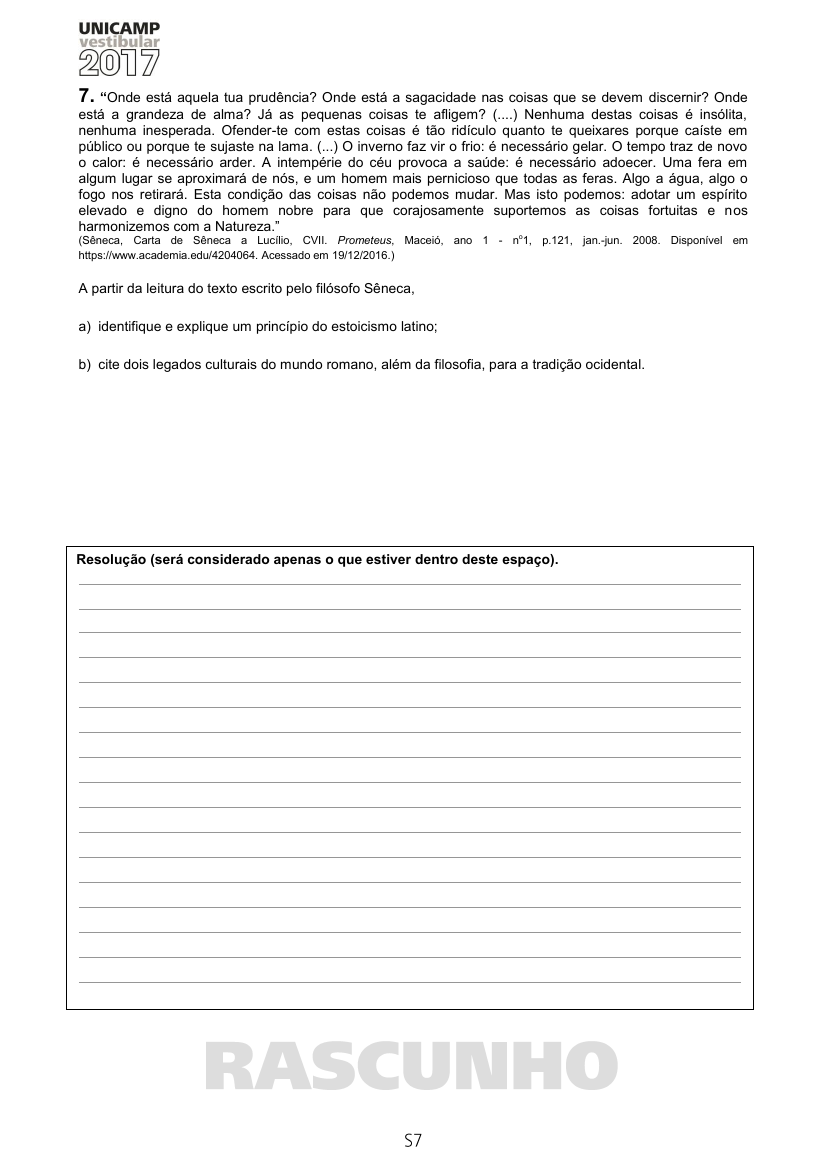 UNICAMP
vestibular
2017
7. “Onde está aquela tua prudência? Onde está a sagacidade nas coisas que se devem discernir? Onde
está a grandeza de alma? Já as pequenas coisas te afligem? (....) Nenhuma destas coisas é insólita,
nenhuma inesperada. Ofender-te com estas coisas é tão ridículo quanto te queixares porque caíste em
público ou porque te sujaste na lama. (...) O inverno faz vir o frio: é necessário gelar. O tempo traz de novo
o calor: é necessário arder. A intempérie do céu provoca a saúde: é necessário adoecer. Uma fera em
algum lugar se aproximará de nós, e um homem mais pernicioso que todas as feras. Algo a água, algo o
fogo nos retirará. Esta condição das coisas não podemos mudar. Mas isto podemos: adotar um espírito
elevado e digno do homem nobre para que corajosamente suportemos as coisas fortuitas e nos
harmonizemos com a Natureza.”
(Sêneca, Carta de Sêneca a Lucílio, CVII. Prometeus, Maceió, ano 1 - nº1, p.121, jan.-jun. 2008. Disponível em
https://www.academia.edu/4204064. Acessado em 19/12/2016.)
A partir da leitura do texto escrito pelo filósofo Sêneca,
a) identifique e explique um princípio do estoicismo latino;
b) cite dois legados culturais do mundo romano, além da filosofia, para a tradição ocidental.
Resolução (será considerado apenas o que estiver dentro deste espaço).
RASCUNHO
S7